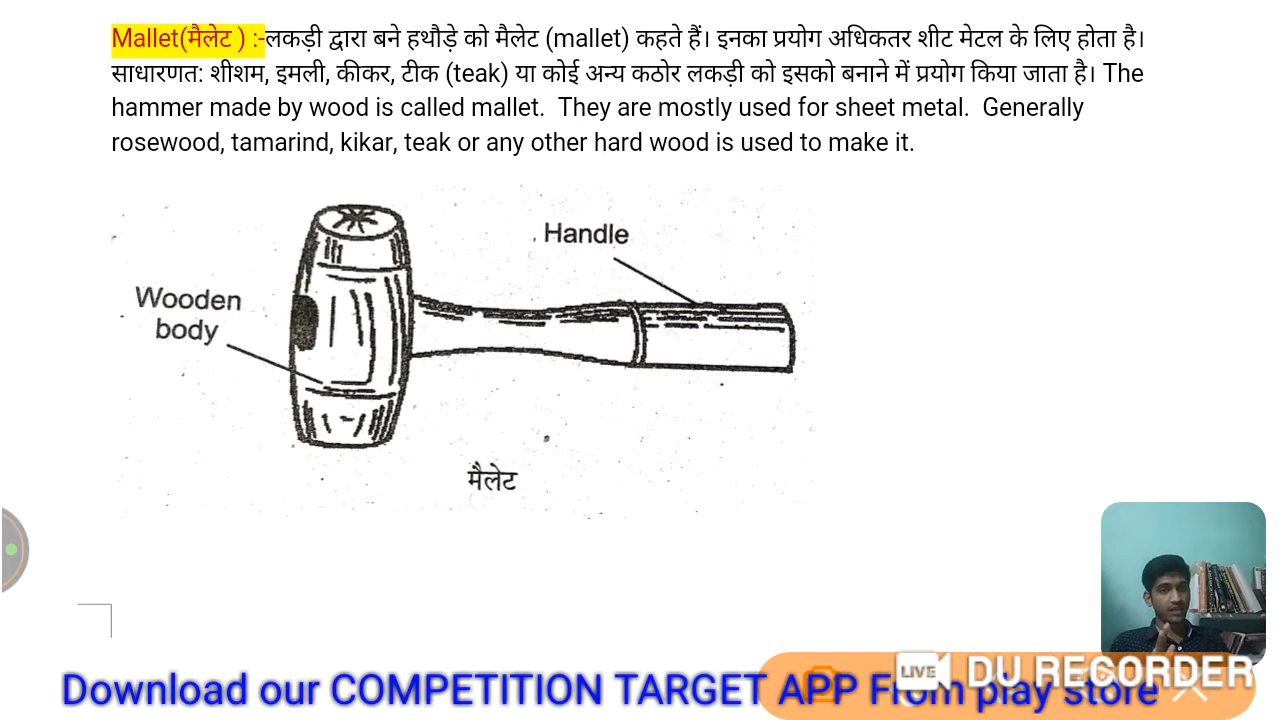 Mallet(मैलेट ) :-लकड़ी द्वारा बने हथौड़े को मैलेट (mallet) कहते हैं। इनका प्रयोग अधिकतर शीट मेटल के लिए होता है।
साधारणत: शीशम, इमली, कीकर, टीक (teak) या कोई अन्य कठोर लकड़ी को इसको बनाने में प्रयोग किया जाता है। The
hammer made by wood is called mallet.  They are mostly used for sheet metal.  Generally
rosewood, tamarind, kikar, teak or any other hard wood is used to make it.
Handle
Wooden
body
मैलेट
Download our COMPETITION TARGET APP From play store
LIVE DU RECORDER